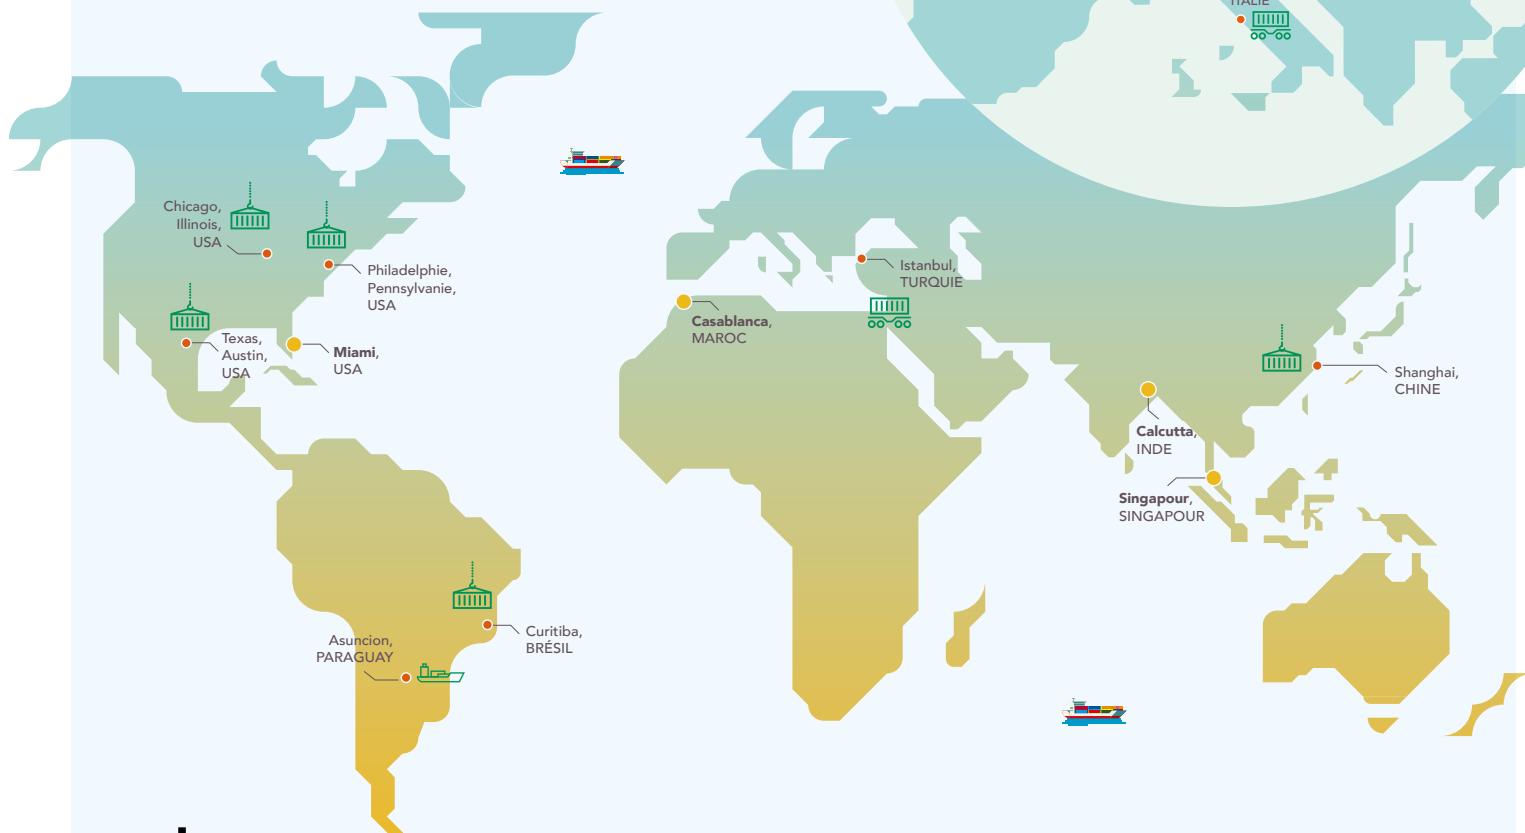 ITALIE
Chicago,
Illinois,
USA
Philadelphie,
Pennsylvanie,
USA
Istanbul,
TURQUIE
Casablanca,
MAROC
Texas,
Austin,
USA
Miami,
USA
Shanghai,
CHINE
Calcutta,
INDE
Singapour,
SINGAPOUR
Asuncion,
PARAGUAY
Curitiba,
BRÉSIL